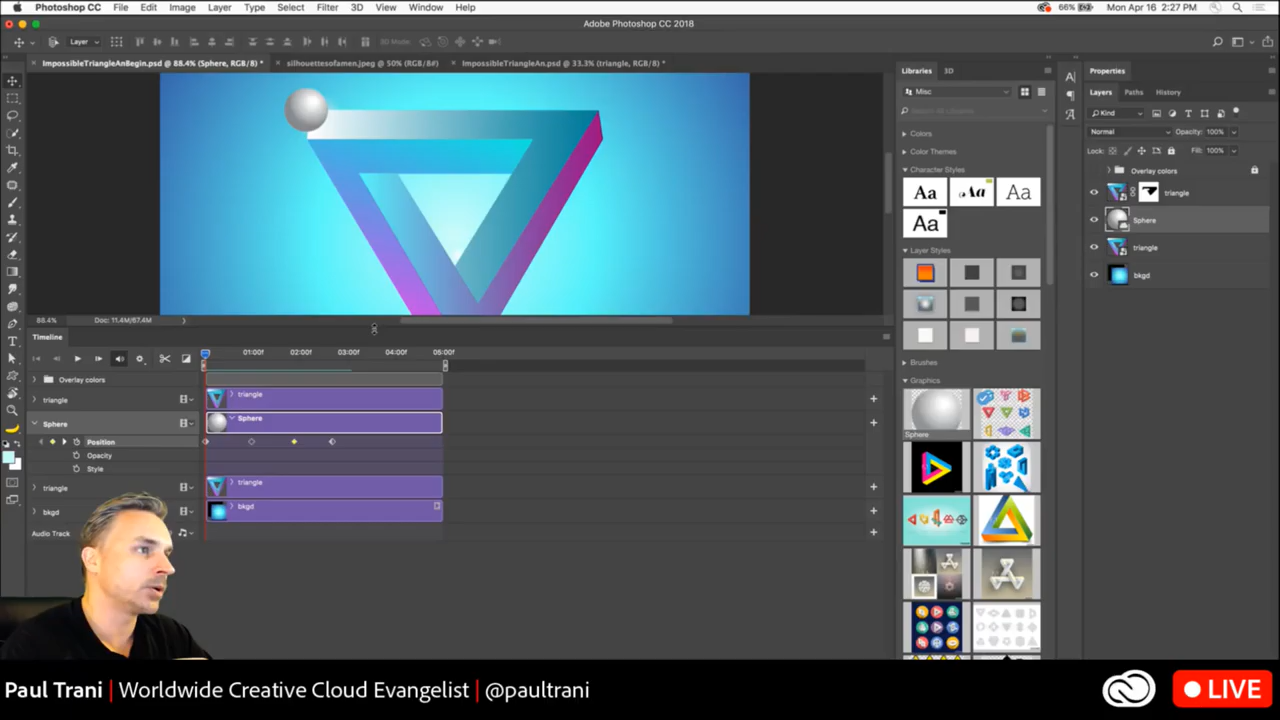 Photoshop CC File Edit Image Layer Type Select Filter 3D View Window Help
66% Mon Apr 16 2:27 PM
Adobe Photoshop CC 2018
Layer
3D Mode:
ImpossibleTriangleAnBegin.psd @ 88.4% (Sphere, RGB/8) *
silhouettesofamen.jpeg @ 50% (RGB/8#)
ImpossibleTriangleAn.psd @ 33.3% (triangle, RGB/8) *
88.4% Doc: 11.4M/67.4M
Timeline
01:00f 02:00f 03:00f 04:00f 05:00f
Overlay colors
triangle
triangle
Sphere
Sphere
Position
Opacity
Style
triangle
triangle
bkgd
bkgd
Audio Track
Libraries 3D
Misc
Colors
Color Themes
Character Styles
Aa Aa Aa
Aa
Layer Styles
Brushes
Graphics
Sphere
Properties
Layers Paths History
Kind
Normal Opacity: 100%
Lock: Fill: 100%
Overlay colors
triangle
Sphere
triangle
bkgd
Paul Trani | Worldwide Creative Cloud Evangelist | @paultrani
LIVE